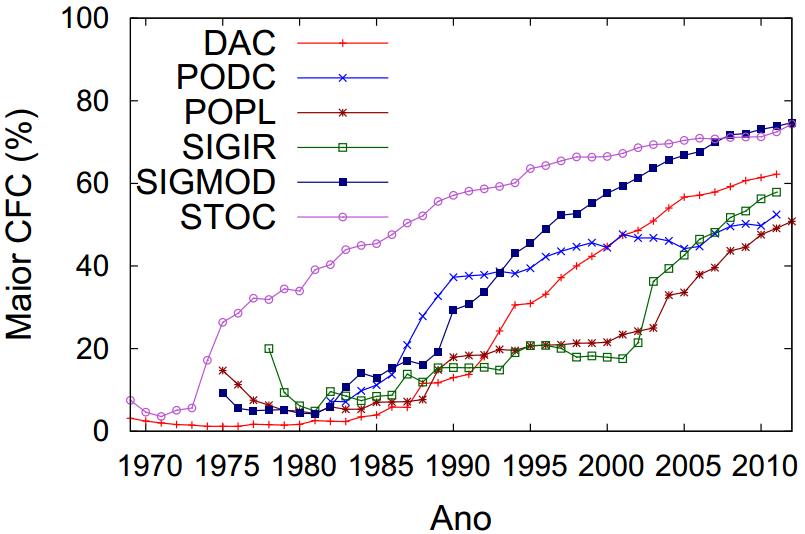 100
80
60
40
20
0
Maior CFC (%)
DAC
PODC
POPL
SIGIR
SIGMOD
STOC
1970 1975 1980 1985 1990 1995 2000 2005 2010
Ano